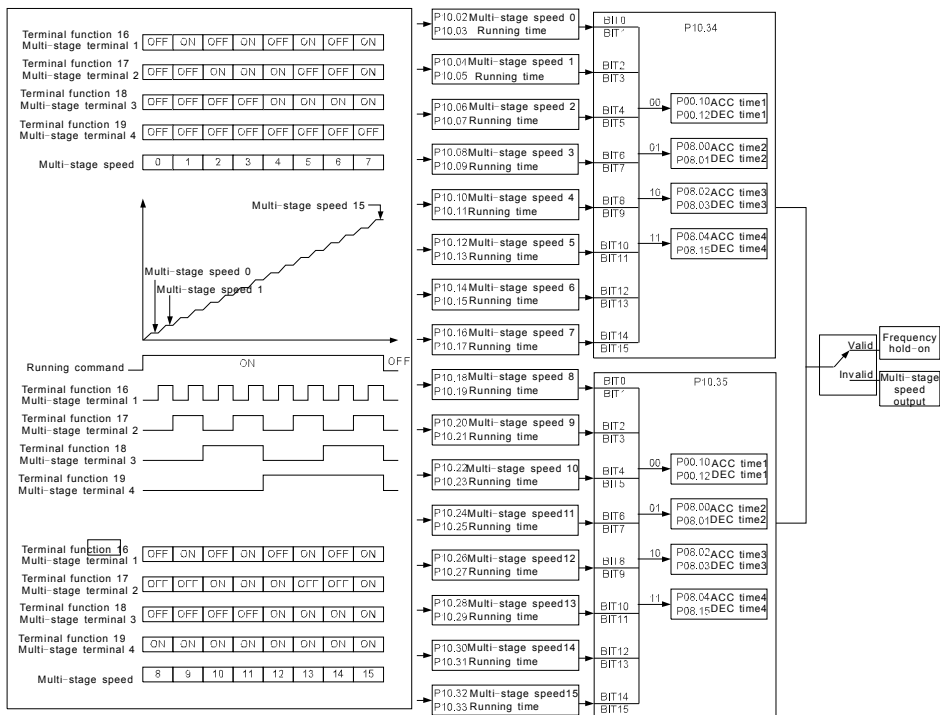 Terminal function 16
Multi-stage terminal 1 OFF ON OFF ON OFF ON OFF ON
Terminal function 17
Multi-stage terminal 2 OFF OFF ON ON ON OFF OFF ON
Terminal function 18
Multi-stage terminal 3 OFF OFF OFF OFF ON ON ON ON
Terminal function 19
Multi-stage terminal 4 OFF OFF OFF OFF OFF OFF OFF OFF
Multi-stage speed 0 1 2 3 4 5 6 7
Multi-stage speed 15
Multi-stage speed 0
Multi-stage speed 1
Running command ON OFF
Terminal function 16
Multi-stage terminal 1
Terminal function 17
Multi-stage terminal 2
Terminal function 18
Multi-stage terminal 3
Terminal function 19
Multi-stage terminal 4
Terminal function 16
Multi-stage terminal 1 OFF ON OFF ON OFF ON OFF ON
Terminal function 17
Multi-stage terminal 2 OFF OFF ON ON ON OFF OFF ON
Terminal function 18
Multi-stage terminal 3 OFF OFF OFF OFF ON ON ON ON
Terminal function 19
Multi-stage terminal 4 ON ON ON ON ON ON ON ON
Multi-stage speed 8 9 10 11 12 13 14 15
P10.02 Multi-stage speed 0
P10.03 Running time
P10.04 Multi-stage speed 1
P10.05 Running time
P10.06 Multi-stage speed 2
P10.07 Running time
P10.08 Multi-stage speed 3
P10.09 Running time
P10.10 Multi-stage speed 4
P10.11 Running time
P10.12 Multi-stage speed 5
P10.13 Running time
P10.14 Multi-stage speed 6
P10.15 Running time
P10.16 Multi-stage speed 7
P10.17 Running time
P10.18 Multi-stage speed 8
P10.19 Running time
P10.20 Multi-stage speed 9
P10.21 Running time
P10.22 Multi-stage speed 10
P10.23 Running time
P10.24 Multi-stage speed11
P10.25 Running time
P10.26 Multi-stage speed12
P10.27 Running time
P10.28 Multi-stage speed13
P10.29 Running time
P10.30 Multi-stage speed14
P10.31 Running time
P10.32 Multi-stage speed15
P10.33 Running time
P10.34
BIT0
BIT1
BIT2
BIT3
BIT4
BIT5
BIT6
BIT7
BIT8
BIT9
BIT10
BIT11
BIT12
BIT13
BIT14
BIT15
00
P00.10 ACC time1
P00.12 DEC time1
01
P08.00 ACC time2
P08.01 DEC time2
10
P08.02 ACC time3
P08.03 DEC time3
11
P08.04 ACC time4
P08.15 DEC time4
P10.35
BIT0
BIT1
BIT2
BIT3
BIT4
BIT5
BIT6
BIT7
BIT8
BIT9
BIT10
BIT11
BIT12
BIT13
BIT14
BIT15
00
P00.10 ACC time1
P00.12 DEC time1
01
P08.00 ACC time2
P08.01 DEC time2
10
P08.02 ACC time3
P08.03 DEC time3
11
P08.04 ACC time4
P08.15 DEC time4
Valid
Frequency
hold-on
Invalid
Multi-stage
speed
output